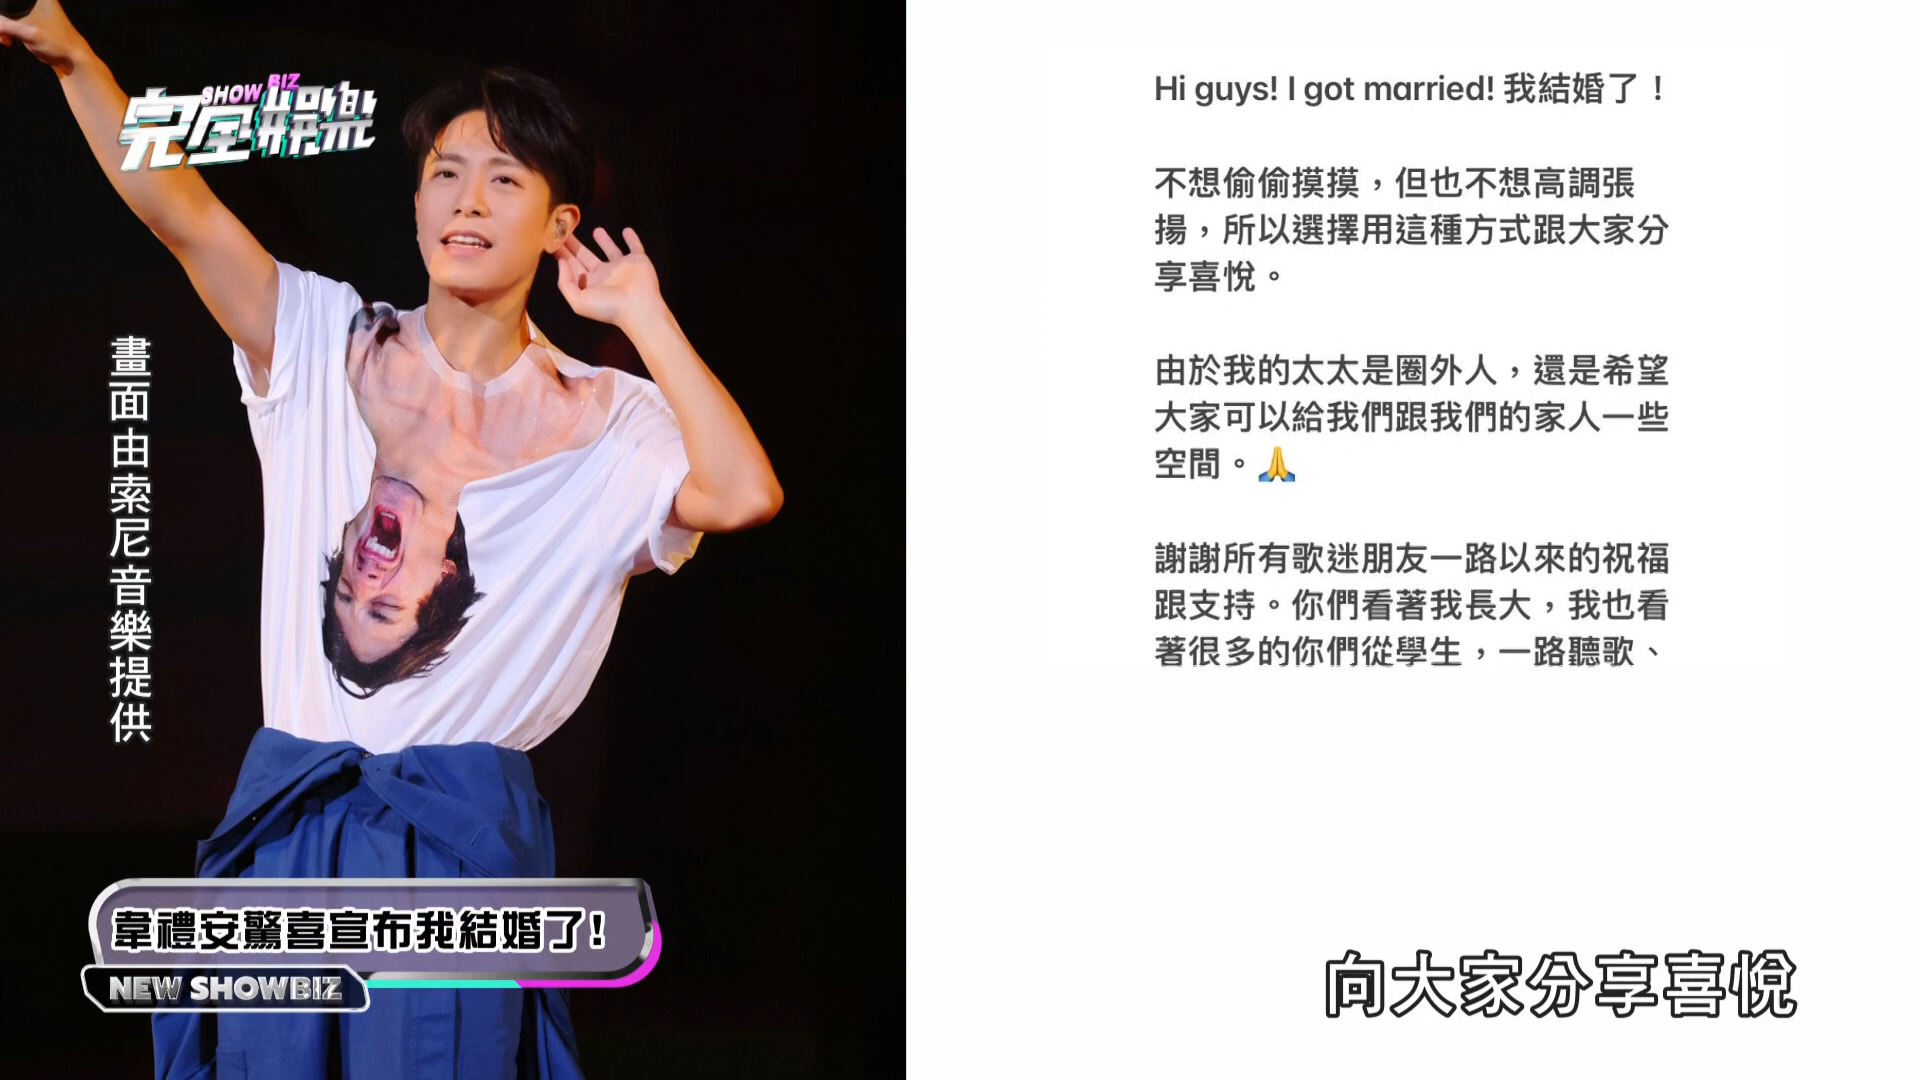 SHOW BIZ
完全娛樂
畫面由索尼音樂提供
Hi guys! I got married! 我結婚了！
不想偷偷摸摸，但也不想高調張
揚，所以選擇用這種方式跟大家分
享喜悅。
由於我的太太是圈外人，還是希望
大家可以給我們跟我們的家人一些
空間。🙏
謝謝所有歌迷朋友一路以來的祝福
跟支持。你們看著我長大，我也看
著很多的你們從學生，一路聽歌、
韋禮安驚喜宣布我結婚了!
NEW SHOWBIZ
向大家分享喜悅